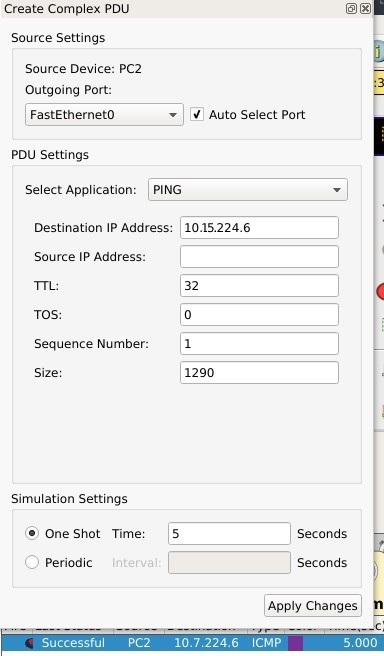 Create Complex PDU
Source Settings
Source Device: PC2
Outgoing Port:
FastEthernet0
Auto Select Port
PDU Settings
Select Application: PING
Destination IP Address: 10.15.224.6
Source IP Address:
TTL: 32
TOS: 0
Sequence Number: 1
Size: 1290
Simulation Settings
One Shot Time: 5 Seconds
Periodic Interval: Seconds
Apply Changes
Successful PC2 10.7.224.6 ICMP 5.000